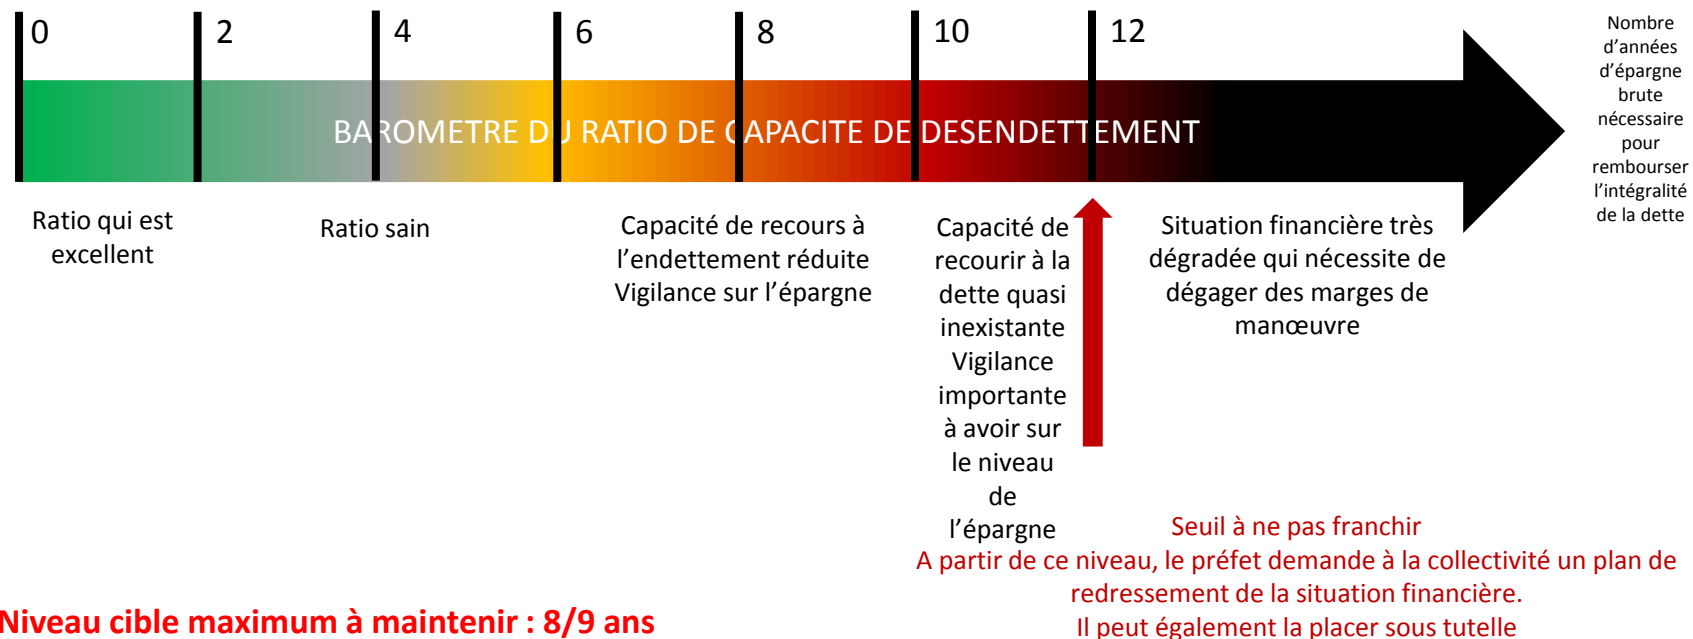 0
2
4
6
8
10
12
Nombre
d'années
d'épargne
brute
nécessaire
pour
rembourser
l'intégralité
de la dette
BAROMETRE DU RATIO DE CAPACITE DE DESENDETTEMENT
Ratio qui est
excellent
Ratio sain
Capacité de recours à
l'endettement réduite
Vigilance sur l'épargne
Capacité de
recourir à la
dette quasi
inexistante
Vigilance
importante
à avoir sur
le niveau
de
l'épargne
Situation financière très
dégradée qui nécessite de
dégager des marges de
manœuvre
Seuil à ne pas franchir
A partir de ce niveau, le préfet demande à la collectivité un plan de
redressement de la situation financière.
Il peut également la placer sous tutelle
Niveau cible maximum à maintenir : 8/9 ans